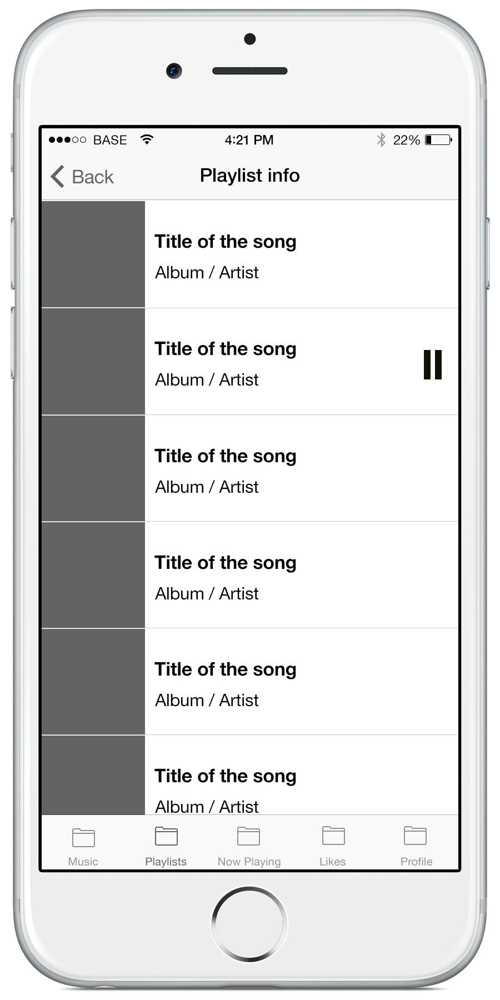 BASE 4:21 PM 22%
Back Playlist info
Title of the song
Album / Artist
Title of the song
Album / Artist
Title of the song
Album / Artist
Title of the song
Album / Artist
Title of the song
Album / Artist
Title of the song
Album / Artist
Music Playlists Now Playing Likes Profile